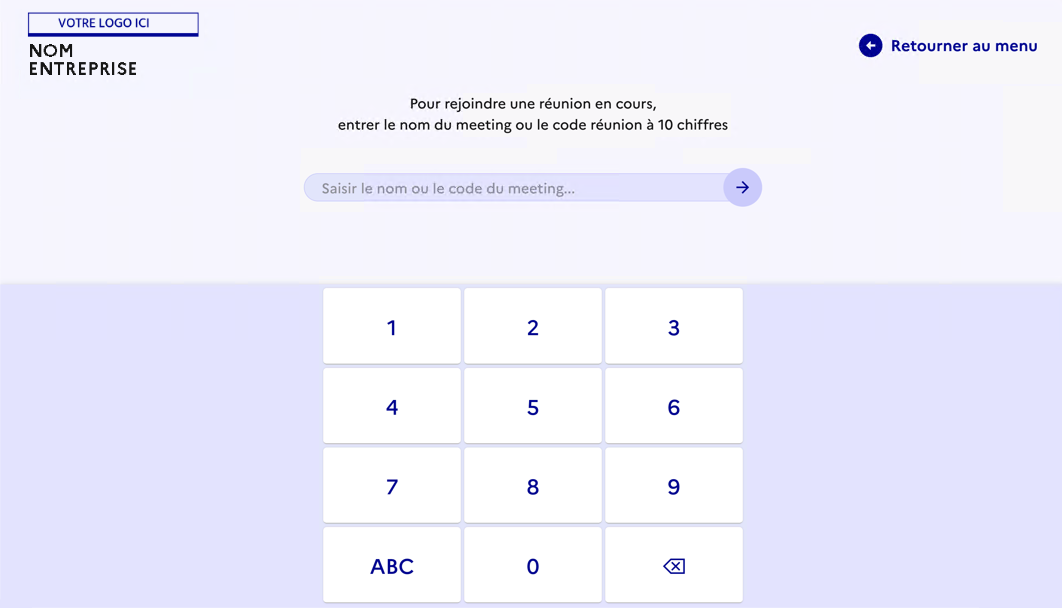 VOTRE LOGO ICI
NOM
ENTREPRISE
Retourner au menu
Pour rejoindre une réunion en cours,
entrer le nom du meeting ou le code réunion à 10 chiffres
Saisir le nom ou le code du meeting...
1 2 3
4 5 6
7 8 9
ABC 0